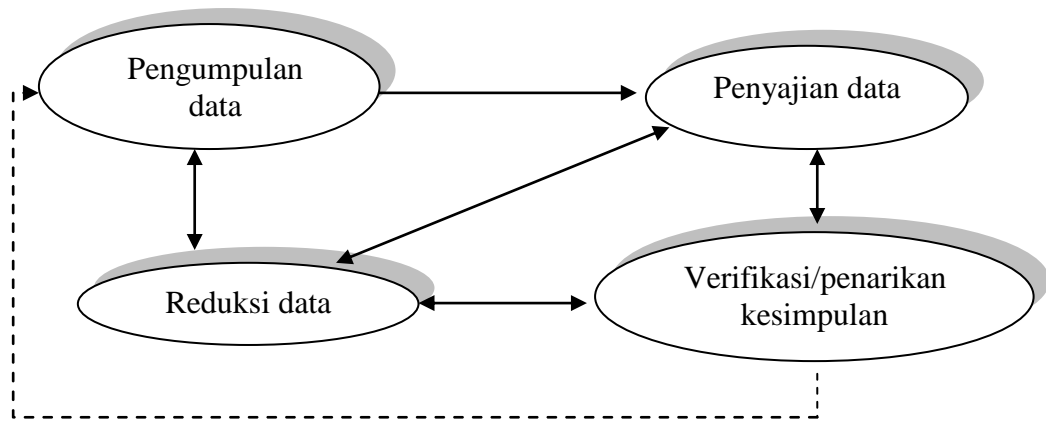 Pengumpulan
data
Penyajian data
Reduksi data
Verifikasi/penarikan
kesimpulan